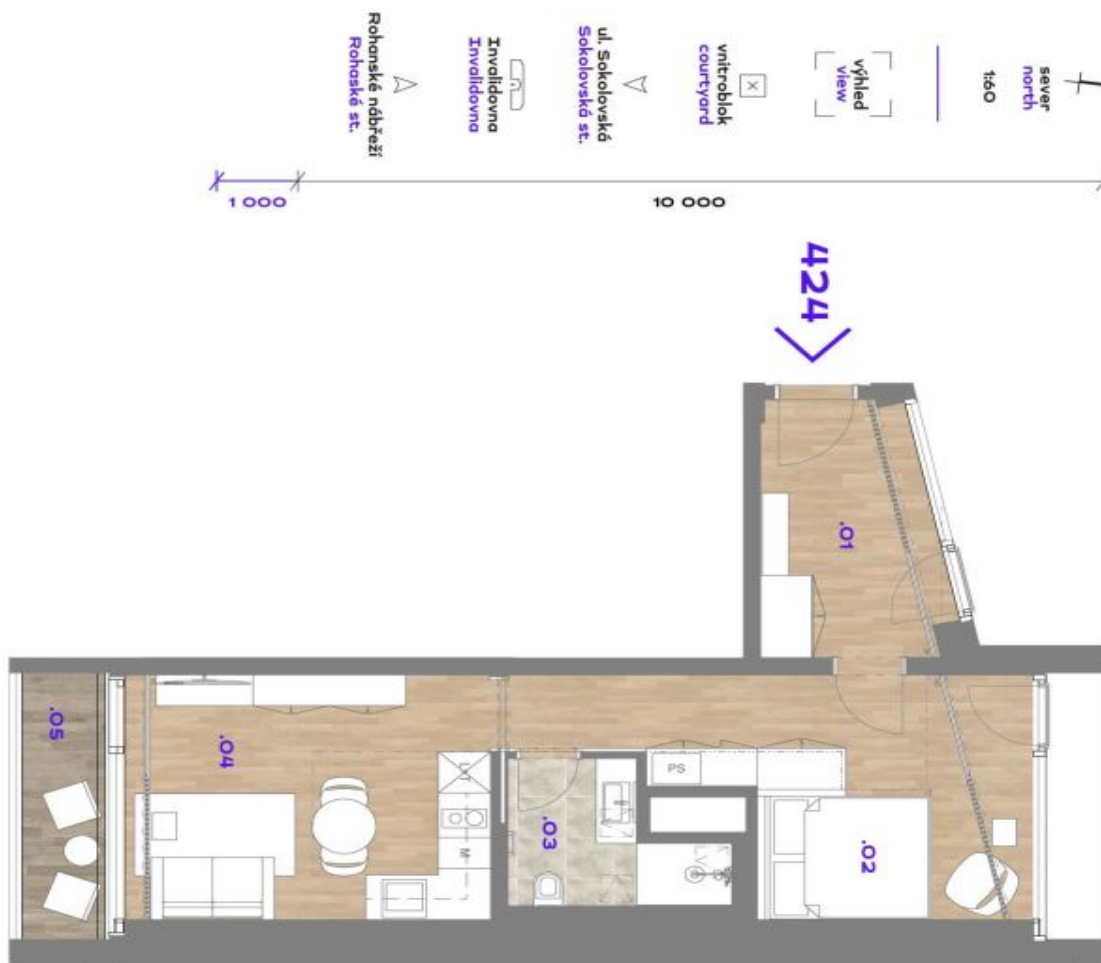 sever
north
1:60
výhled
view
vnitroblok
courtyard
ul. Sokolovská
Sokolovská st.
Invalidovna
Invalidovna
Rohanské nábřeží
Rohaské st.
1 000
10 000
424
.01
.02
.03
.04
.05
PS
M